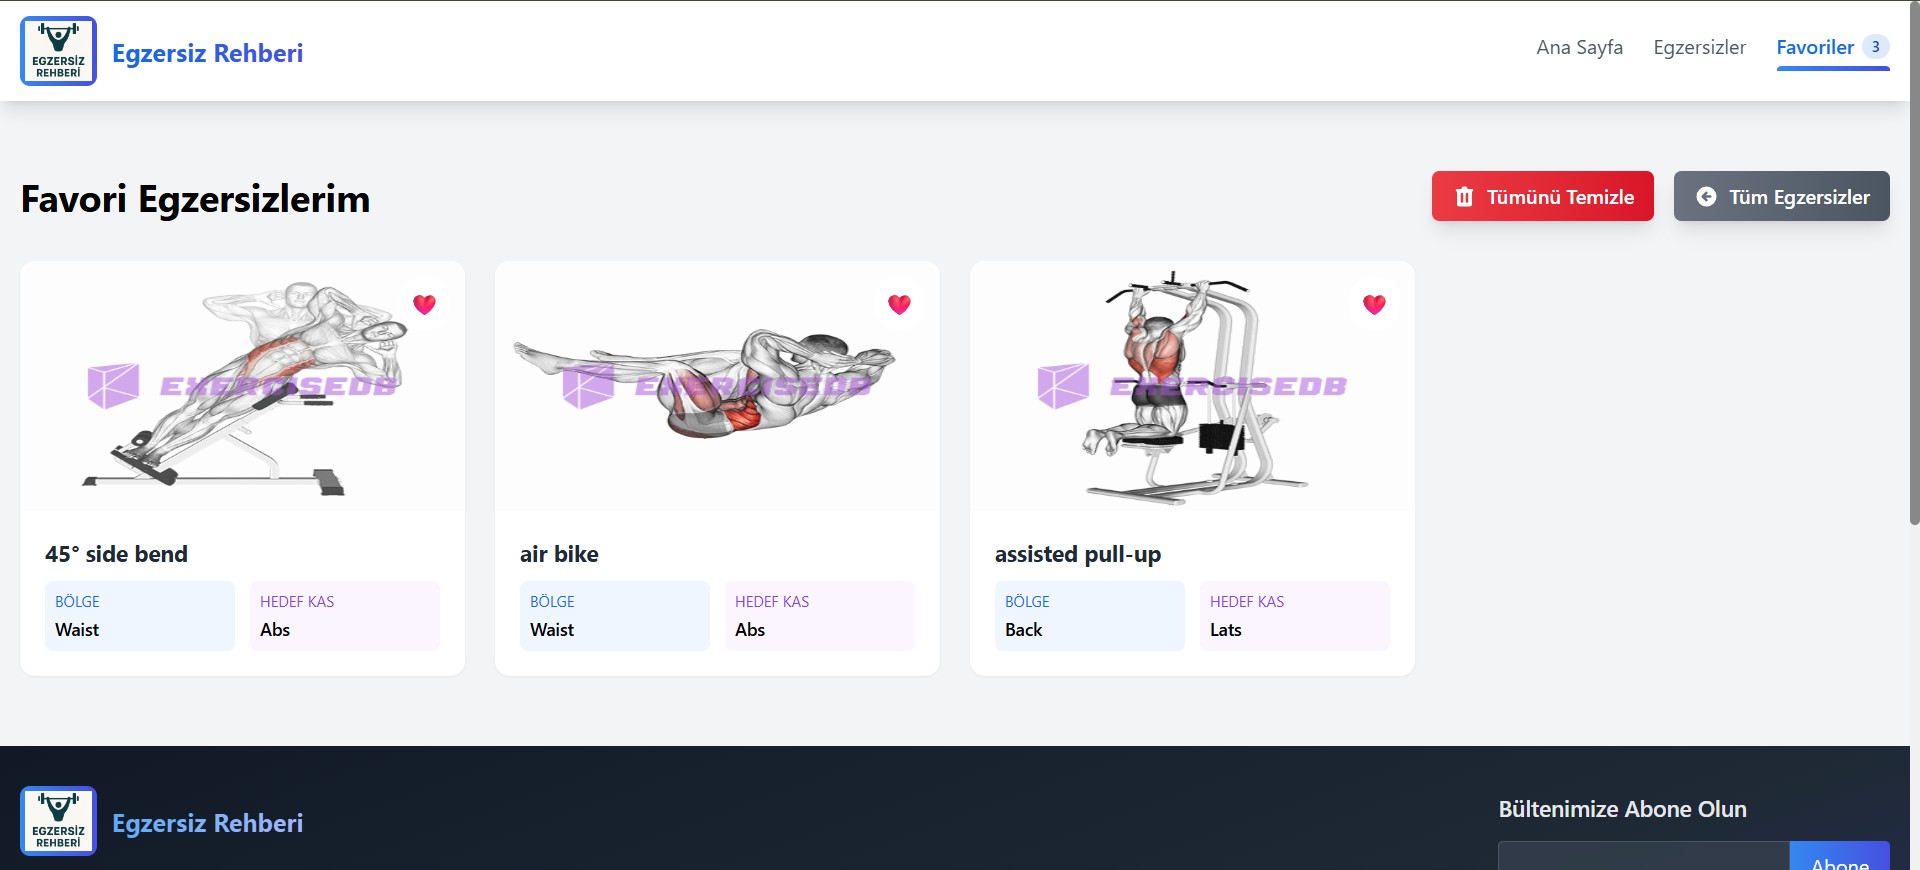 EGZERSİZ
REHBERİ
Egzersiz Rehberi
Ana Sayfa
Egzersizler
Favoriler 3
Favori Egzersizlerim
Tümünü Temizle
Tüm Egzersizler
EXERCISEDB
EXERCISEDB
EXERCISEDB
45° side bend
BÖLGE
Waist
HEDEF KAS
Abs
air bike
BÖLGE
Waist
HEDEF KAS
Abs
assisted pull-up
BÖLGE
Back
HEDEF KAS
Lats
EGZERSİZ
REHBERİ
Egzersiz Rehberi
Bültenimize Abone Olun
Abone